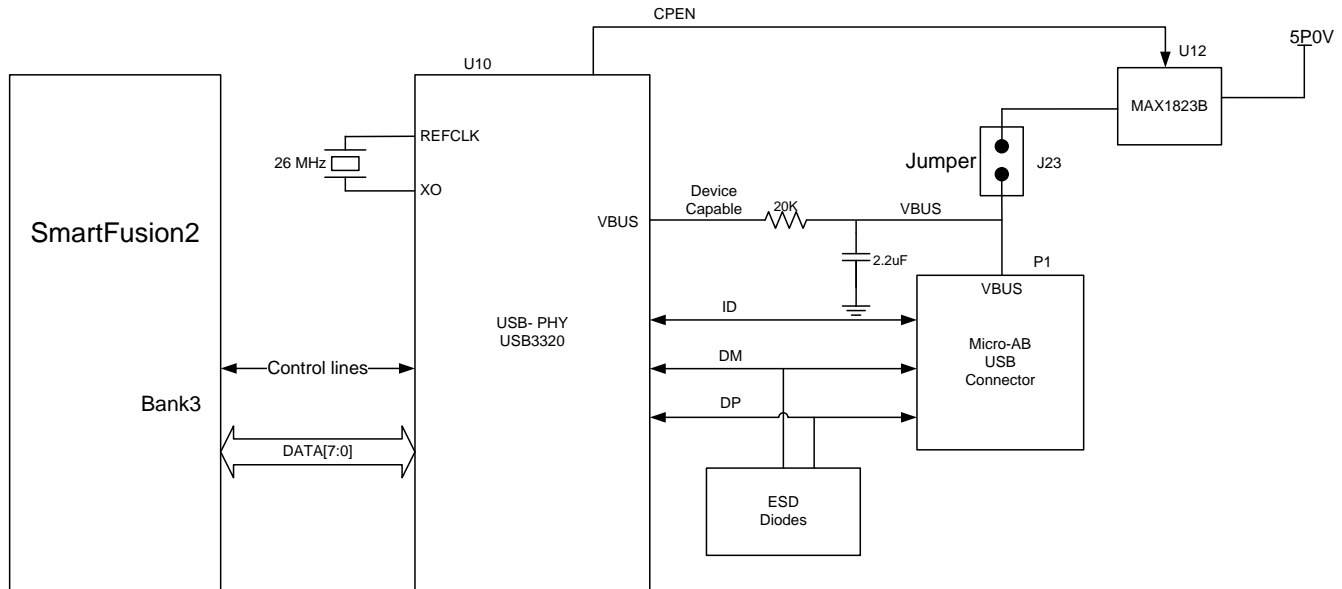 CPEN
5P0V
U10
U12
MAX1823B
REFCLK
26 MHz
XO
Jumper
J23
SmartFusion2
Device
Capable
20K
VBUS
VBUS
2.2uF
P1
VBUS
ID
USB- PHY
USB3320
Micro-AB
USB
Connector
DM
Control lines
Bank3
DP
DATA[7:0]
ESD
Diodes